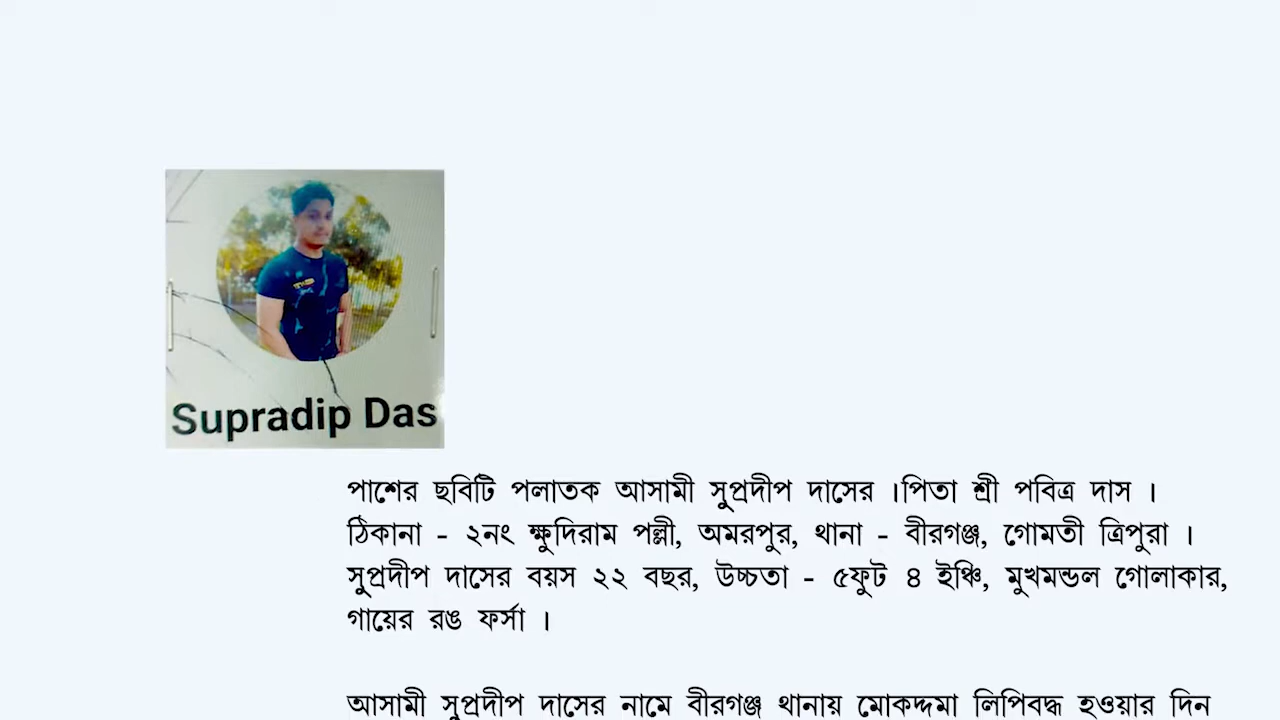 Supradip Das
পাশের ছবিটি পলাতক আসামী সুপ্রদীপ দাসের ।পিতা শ্রী পবিত্র দাস ।
ঠিকানা - ২নং ক্ষুদিরাম পল্লী, অমরপুর, থানা - বীরগঞ্জ, গোমতী ত্রিপুরা ।
সুপ্রদীপ দাসের বয়স ২২ বছর, উচ্চতা - ৫ফুট ৪ ইঞ্চি, মুখমন্ডল গোলাকার,
গায়ের রঙ ফর্সা ।
আসামী সুপ্রদীপ দাসের নামে বীরগঞ্জ থানায় মোকদ্দমা লিপিবদ্ধ হওয়ার দিন